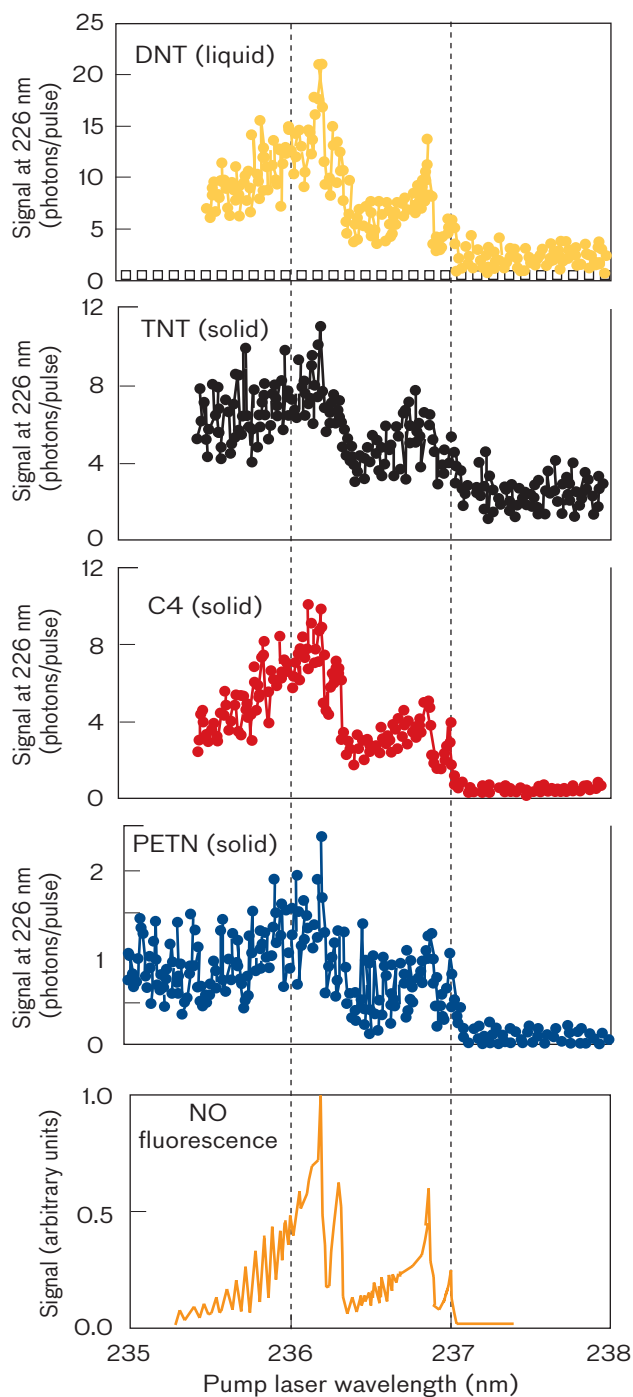 25
20
15
10
5
0
DNT (liquid)
Signal at 226 nm
(photons/pulse)
12
8
4
0
TNT (solid)
Signal at 226 nm
(photons/pulse)
12
8
4
0
C4 (solid)
Signal at 226 nm
(photons/pulse)
2
1
0
PETN (solid)
Signal at 226 nm
(photons/pulse)
1.0
0.5
0.0
NO
fluorescence
Signal (arbitrary units)
235
236
237
238
Pump laser wavelength (nm)